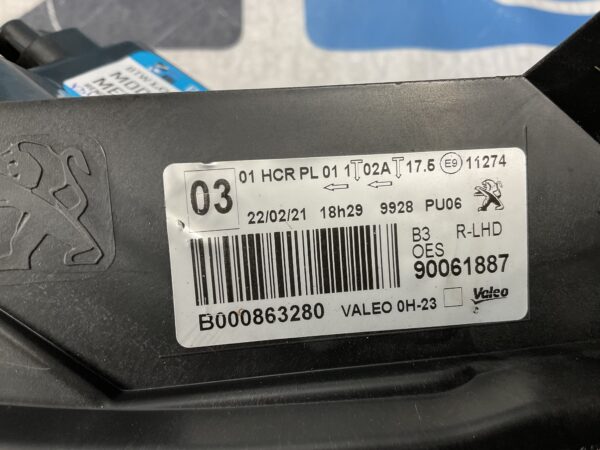 03
01 HCR PL 01 1 02A 17.5 E9 11274
22/02/21 18h29 9928 PU06
B3 R-LHD
OES
90061887
B000863280 VALEO 0H-23 Valeo